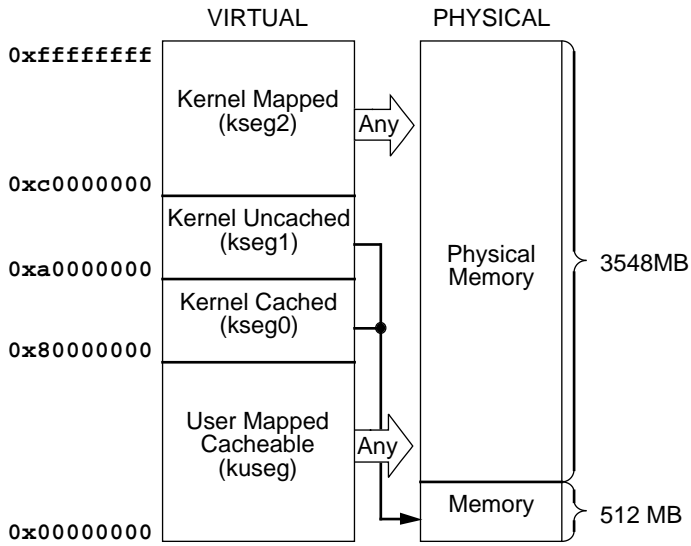 VIRTUAL
PHYSICAL
0xffffffff
Kernel Mapped
(kseg2)
Any
0xc0000000
Kernel Uncached
(kseg1)
0xa0000000
Kernel Cached
(kseg0)
0x80000000
User Mapped
Cacheable
(kuseg)
Any
0x00000000
Physical
Memory
3548MB
Memory
512 MB